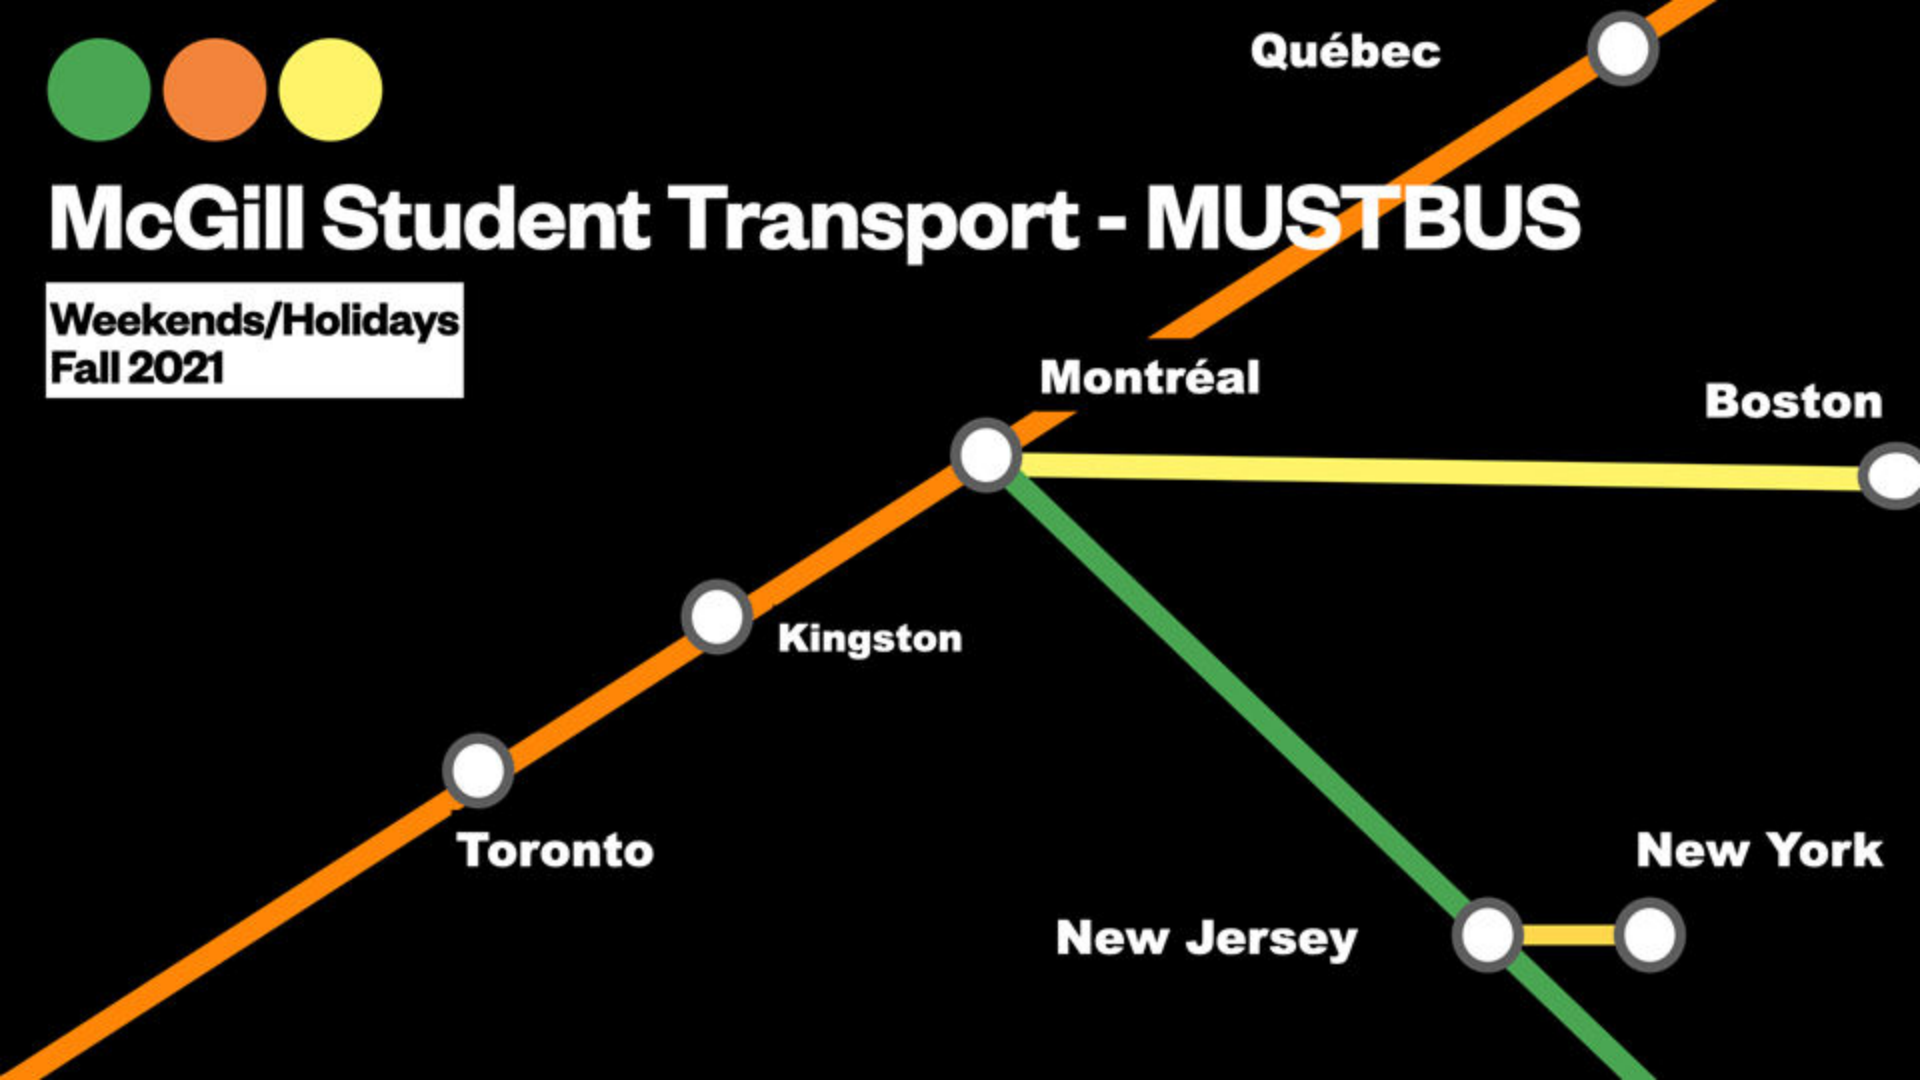 Québec
McGill Student Transport - MUSTBUS
Weekends/Holidays
Fall 2021
Montréal
Boston
Kingston
Toronto
New York
New Jersey